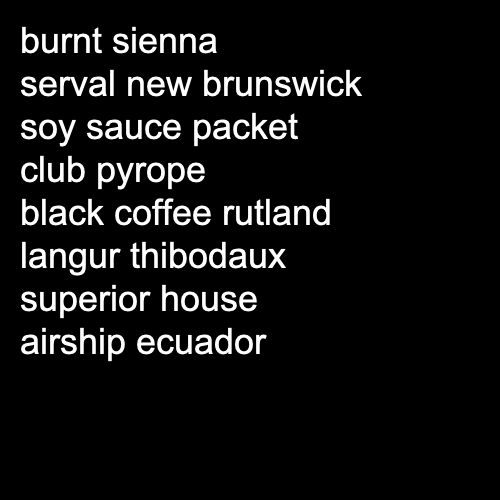 burnt sienna
serval new brunswick
soy sauce packet
club pyrope
black coffee rutland
langur thibodaux
superior house
airship ecuador